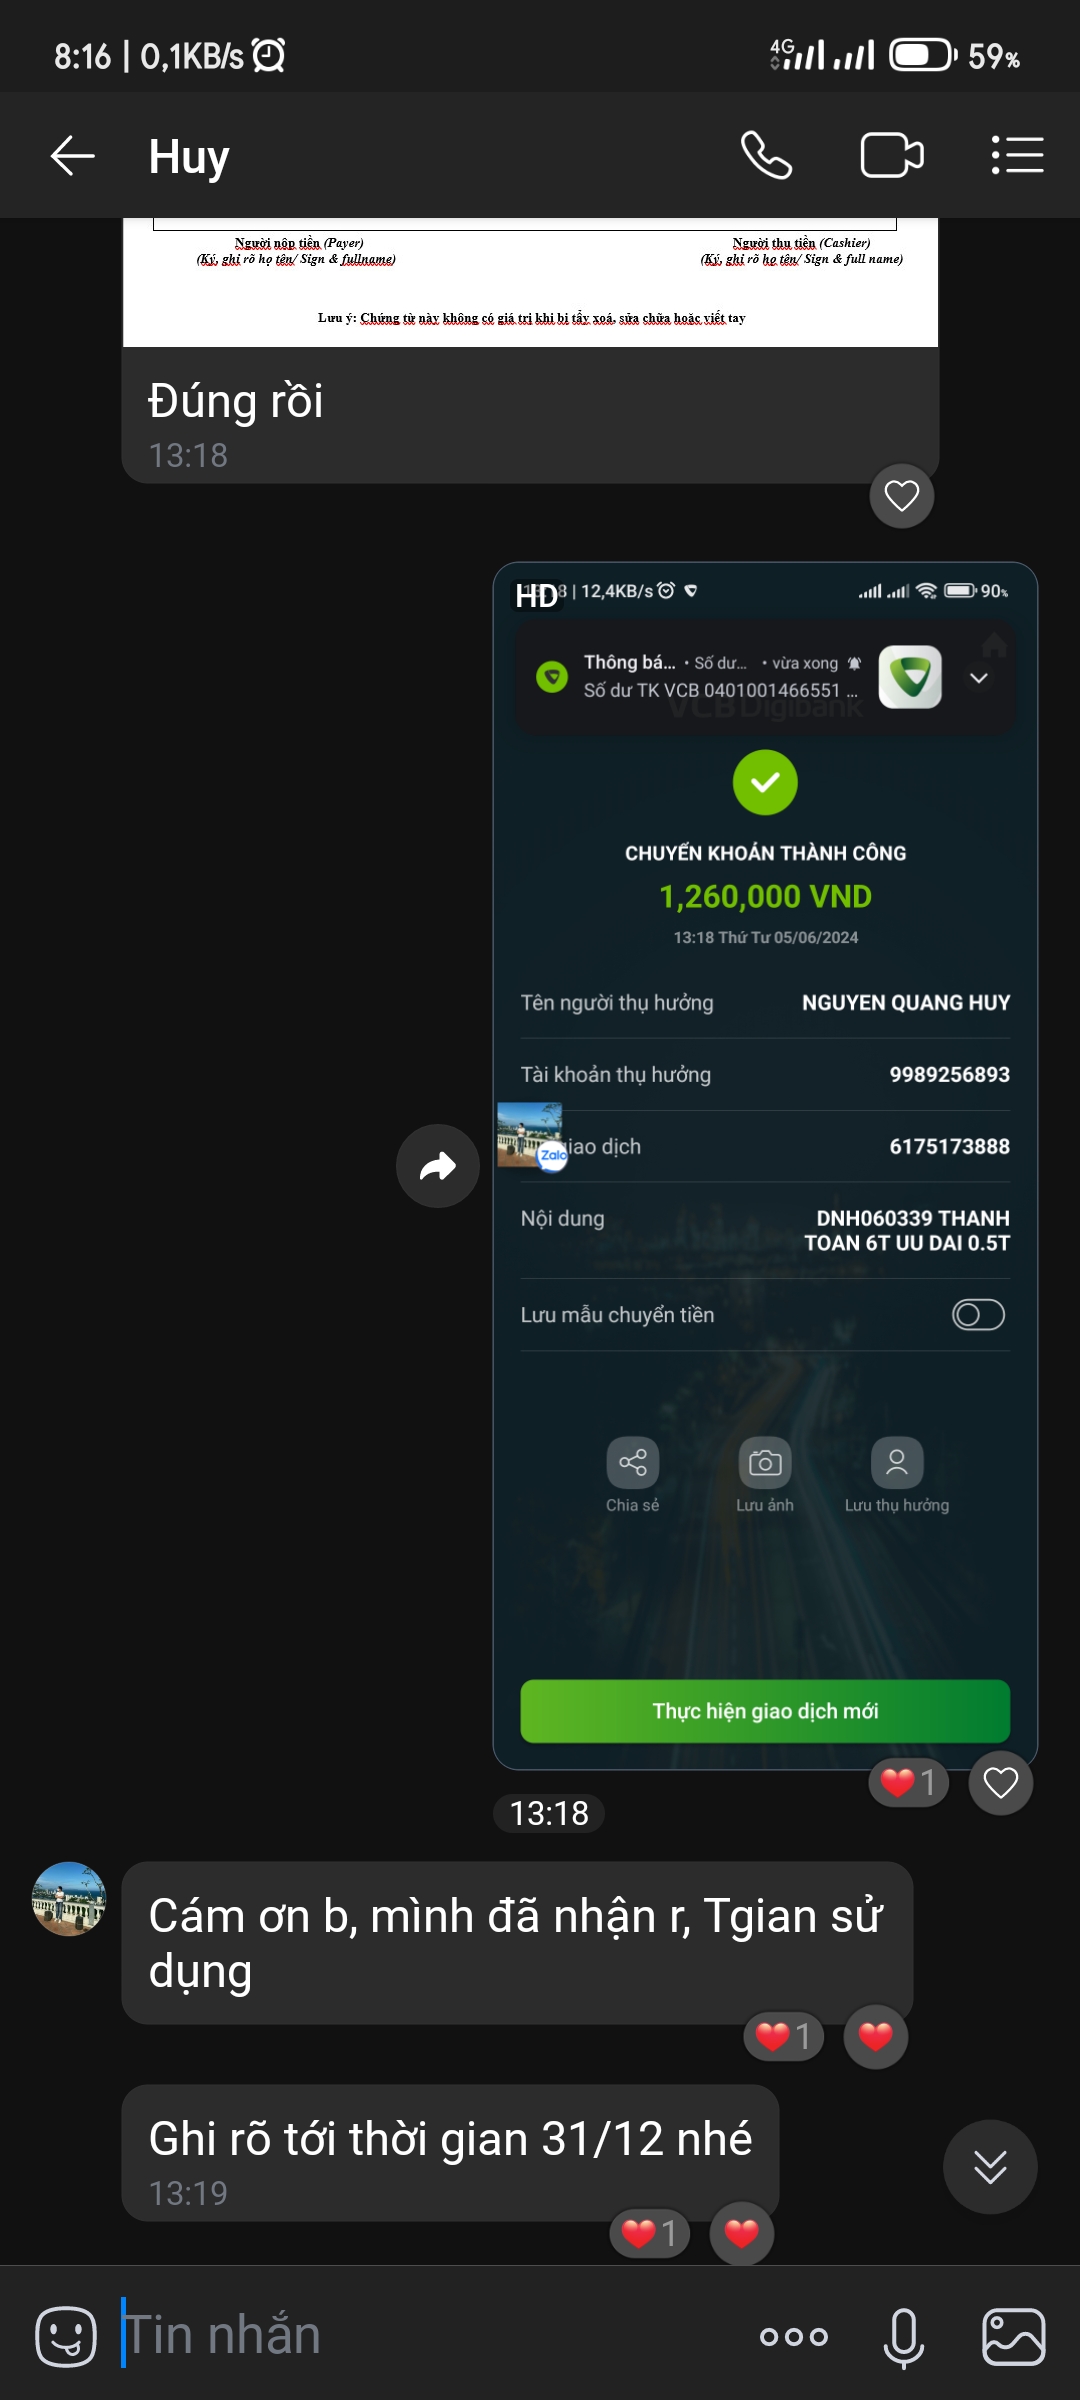 8:16 | 0,1KB/s
4G
59%
Huy
Người nộp tiền (Payer)
Người thu tiền (Cashier)
(Ký, ghi rõ họ tên/ Sign & fullname)
(Ký, ghi rõ họ tên/ Sign & full name)
Lưu ý: Chứng từ này không có giá trị khi bị tẩy xoá, sửa chữa hoặc viết tay
Đúng rồi
13:18
HD
8 | 12,4KB/s
90%
Thông bá... • Số dư... • vừa xong
Số dư TK VCB 0401001466551 ...
VCB Digibank
CHUYỂN KHOẢN THÀNH CÔNG
1,260,000 VND
13:18 Thứ Tư 05/06/2024
Tên người thụ hưởng
NGUYEN QUANG HUY
Tài khoản thụ hưởng
9989256893
Zalo
giao dịch
6175173888
Nội dung
DNH060339 THANH
TOAN 6T UU DAI 0.5T
Lưu mẫu chuyển tiền
Chia sẻ
Lưu ảnh
Lưu thụ hưởng
Thực hiện giao dịch mới
1
13:18
Cám ơn b, mình đã nhận r, Tgian sử
dụng
1
Ghi rõ tới thời gian 31/12 nhé
13:19
1
Tin nhắn